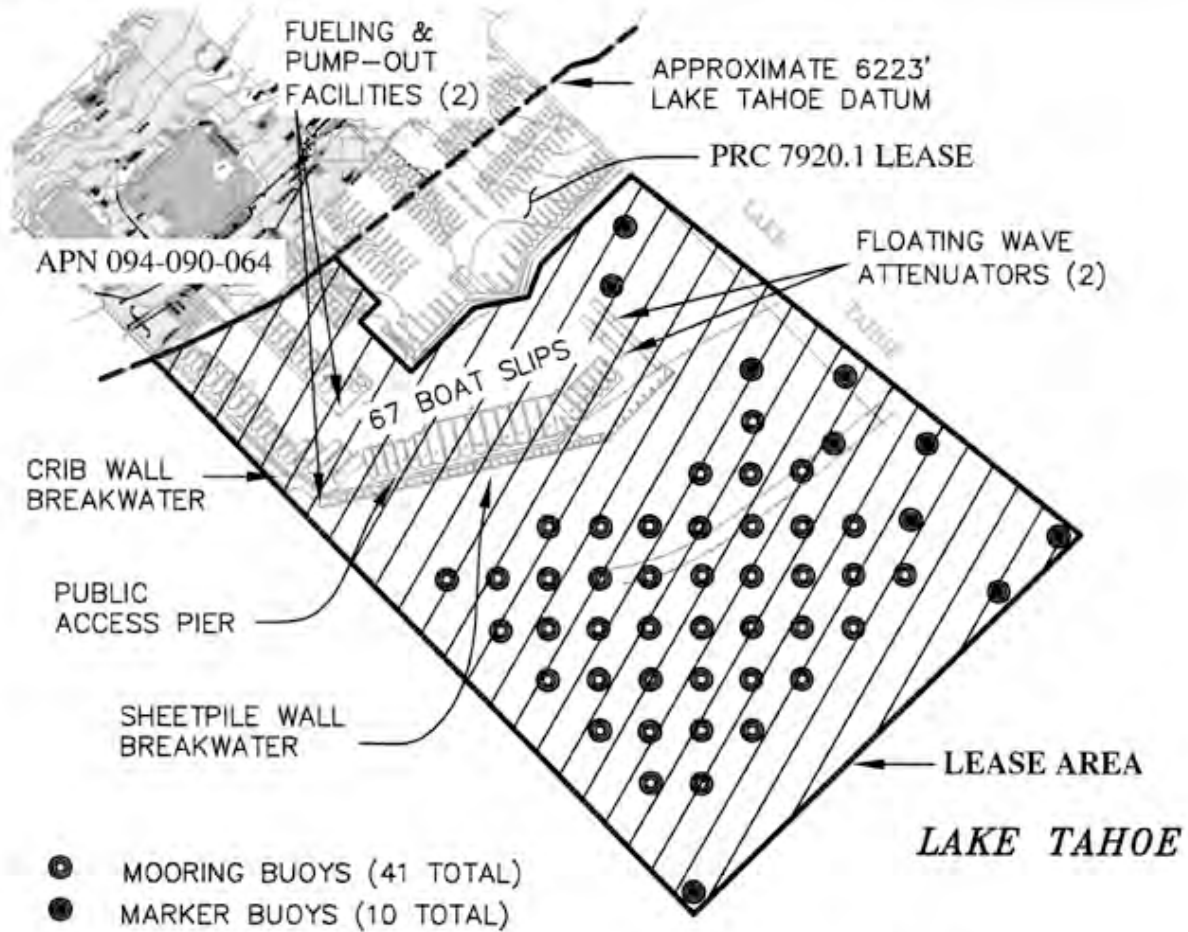 FUELING &
PUMP-OUT
FACILITIES (2)
APPROXIMATE 6223'
LAKE TAHOE DATUM
PRC 7920.1 LEASE
LAKE
TAHOE
FLOATING WAVE
ATTENUATORS (2)
APN 094-090-064
67 BOAT SLIPS
CRIB WALL
BREAKWATER
PUBLIC
ACCESS PIER
SHEETPILE WALL
BREAKWATER
LEASE AREA
LAKE TAHOE
MOORING BUOYS (41 TOTAL)
MARKER BUOYS (10 TOTAL)